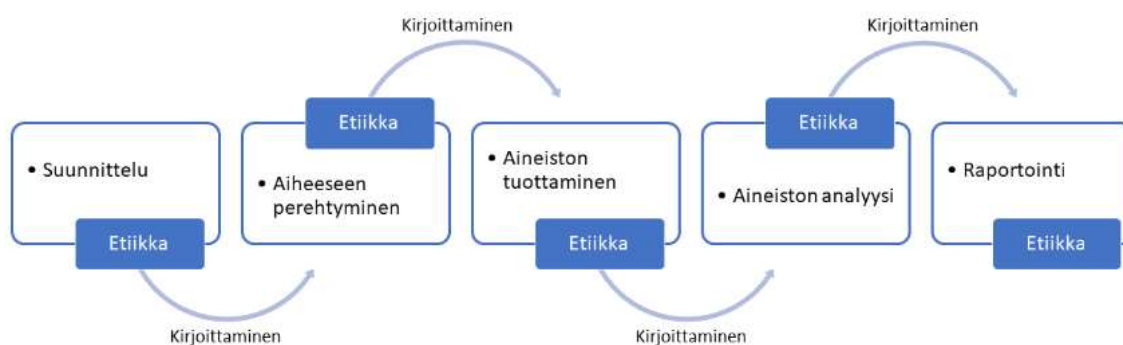 Kirjoittaminen
Kirjoittaminen
Etiikka
Etiikka
• Suunnittelu
• Aiheeseen
perehtyminen
• Aineiston
tuottaminen
• Aineiston analyysi
• Raportointi
Etiikka
Etiikka
Etiikka
Kirjoittaminen
Kirjoittaminen